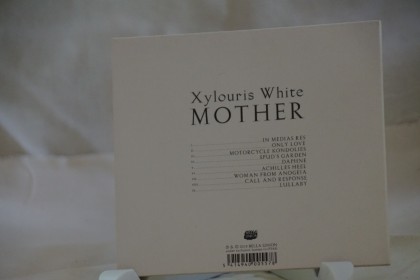 Xylouris White
MOTHER
IN MEDIAS RES
ONLY LOVE
MOTORCYCLE KONDILIES
SPUD'S GARDEN
DAPHNE
ACHILLES HEEL
WOMAN FROM ANOGEIA
CALL AND RESPONSE
LULLABY